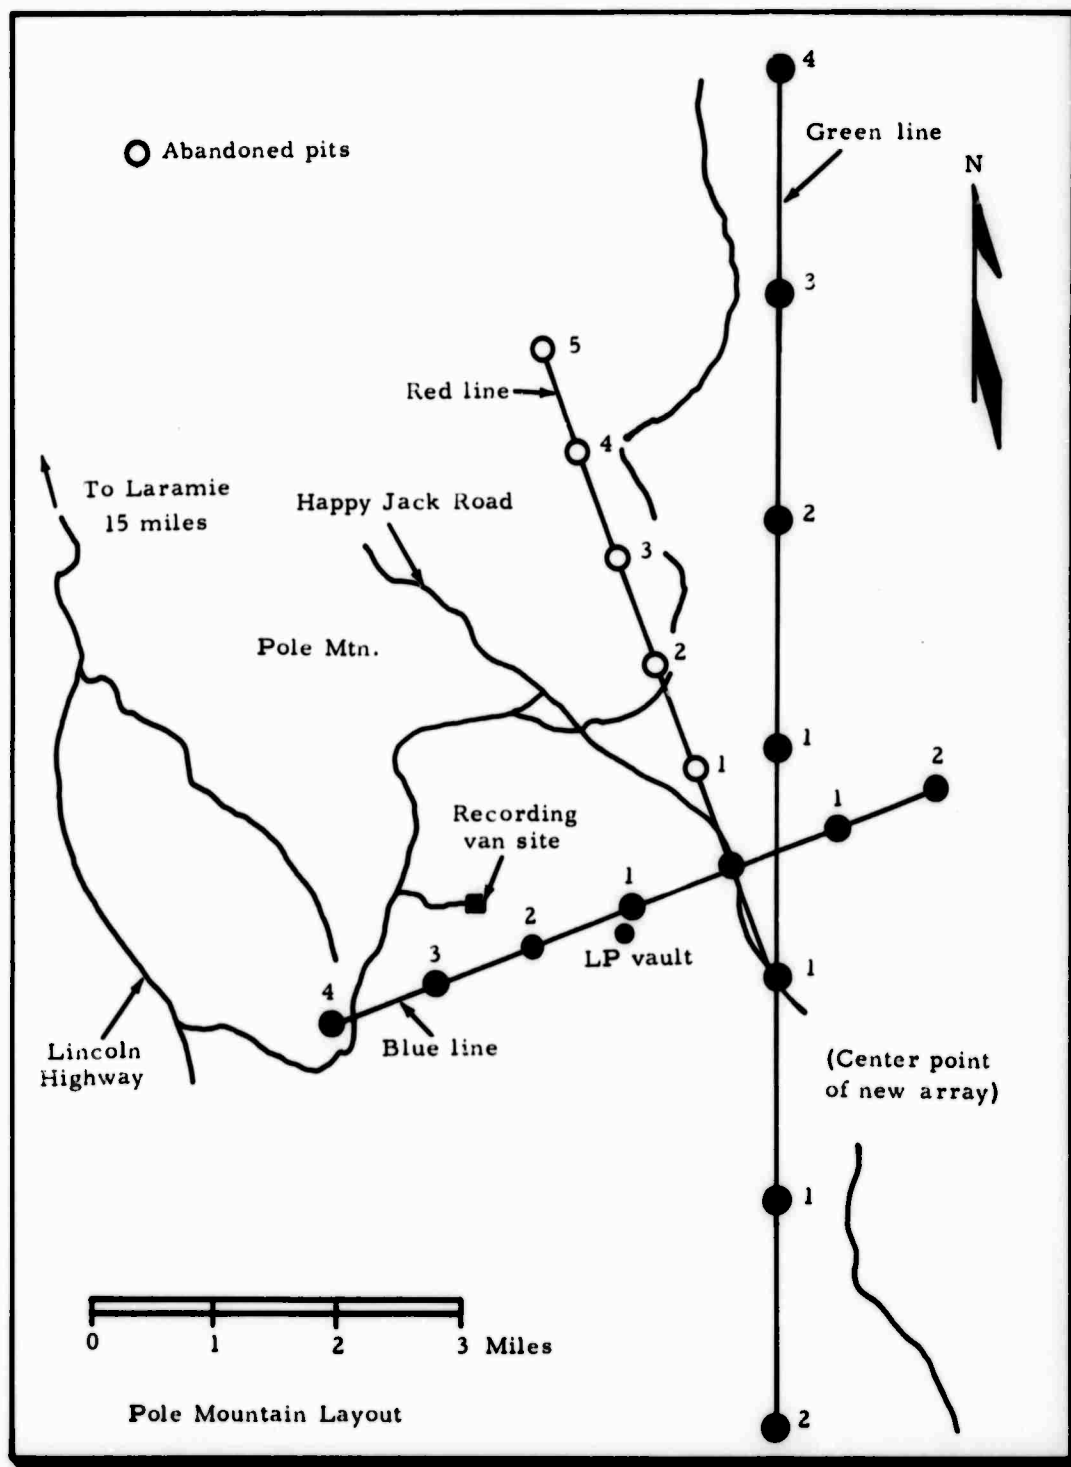 4
Green line
Abandoned pits
N
3
5
Red line
4
To Laramie
15 miles
Happy Jack Road
2
3
Pole Mtn.
2
1
2
1
1
Recording
van site
1
2
LP vault
3
1
4
Blue line
Lincoln
Highway
(Center point
of new array)
1
0 1 2 3 Miles
Pole Mountain Layout
2